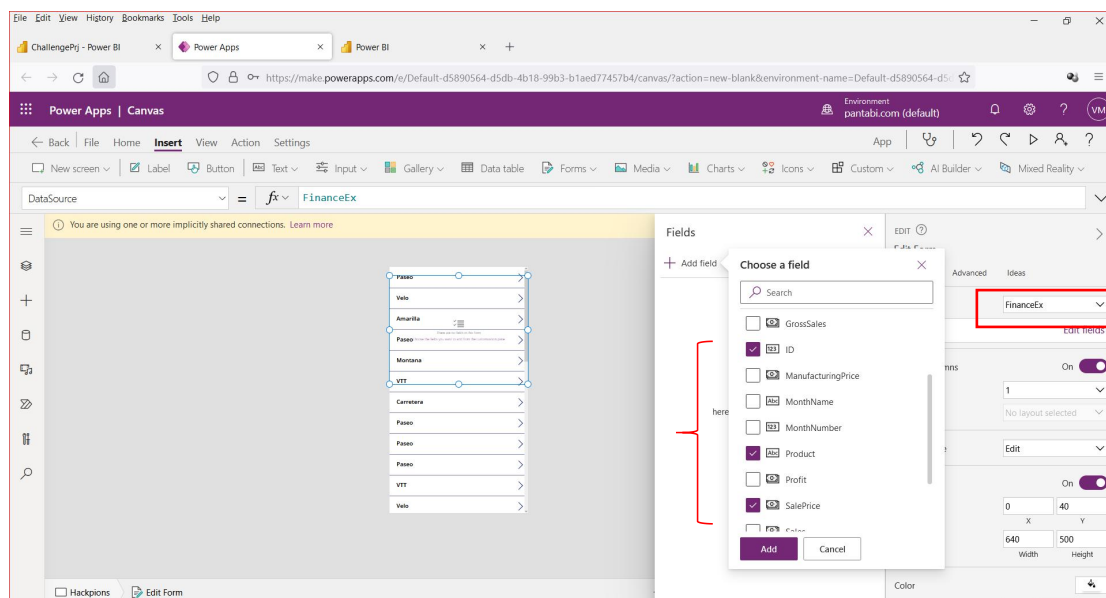 File Edit View History Bookmarks Tools Help
ChallengePrj - Power BI
Power Apps
Power BI
https://make.powerapps.com/e/Default-d5890564-d5db-4b18-99b3-b1aed77457b4/canvas/?action=new-blank&environment-name=Default-d5890564-d5
Power Apps | Canvas
Environment
pantabi.com (default)
VM
Back File Home Insert View Action Settings
App
New screen Label Button Text Input Gallery Data table Forms Media Charts Icons Custom AI Builder Mixed Reality
DataSource = fx FinanceEx
You are using one or more implicitly shared connections. Learn more
Paseo
Velo
Amarilla
Paseo
Montana
VTT
Carretera
Paseo
Paseo
Paseo
VTT
Velo
Hackpions
Edit Form
Fields
Add field
here
Choose a field
Search
GrossSales
123 ID
ManufacturingPrice
Abc MonthName
123 MonthNumber
Abc Product
Profit
SalePrice
Sales
Add
Cancel
EDIT
Edit Form
Advanced Ideas
FinanceEx
Edit fields
mns On
1
No layout selected
Edit
On
0 40
X Y
640 500
Width Height
Color